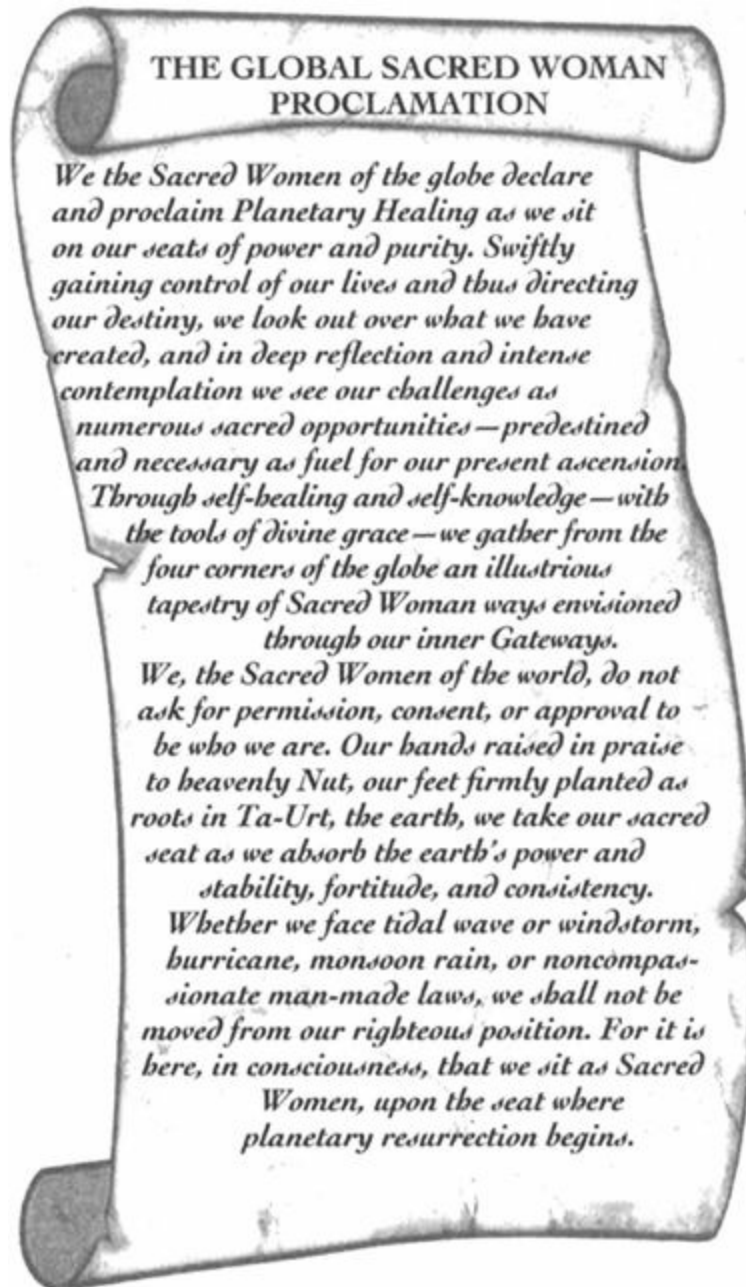 THE GLOBAL SACRED WOMAN
PROCLAMATION
We the Sacred Women of the globe declare
and proclaim Planetary Healing as we sit
on our seats of power and purity. Swiftly
gaining control of our lives and thus directing
our destiny, we look out over what we have
created, and in deep reflection and intense
contemplation we see our challenges as
numerous sacred opportunities—predestined
and necessary as fuel for our present ascension.
Through self-healing and self-knowledge—with
the tools of divine grace—we gather from the
four corners of the globe an illustrious
tapestry of Sacred Woman ways envisioned
through our inner Gateways.
We, the Sacred Women of the world, do not
ask for permission, consent, or approval to
be who we are. Our hands raised in praise
to heavenly Nut, our feet firmly planted as
roots in Ta-Urt, the earth, we take our sacred
seat as we absorb the earth's power and
stability, fortitude, and consistency.
Whether we face tidal wave or windstorm,
hurricane, monsoon rain, or noncompas-
sionate man-made laws, we shall not be
moved from our righteous position. For it is
here, in consciousness, that we sit as Sacred
Women, upon the seat where
planetary resurrection begins.